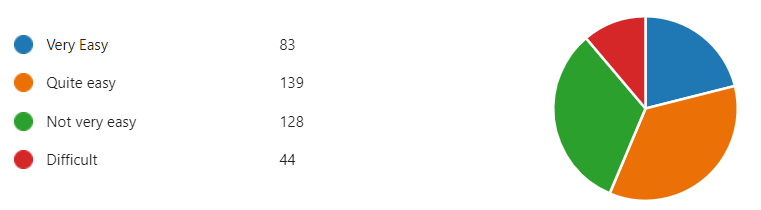 Very Easy 83
Quite easy 139
Not very easy 128
Difficult 44